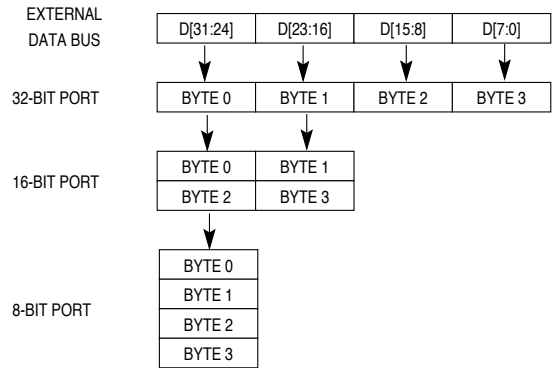 EXTERNAL
DATA BUS
D[31:24] D[23:16] D[15:8] D[7:0]
32-BIT PORT BYTE 0 BYTE 1 BYTE 2 BYTE 3
16-BIT PORT
BYTE 0 BYTE 1
BYTE 2 BYTE 3
8-BIT PORT
BYTE 0
BYTE 1
BYTE 2
BYTE 3